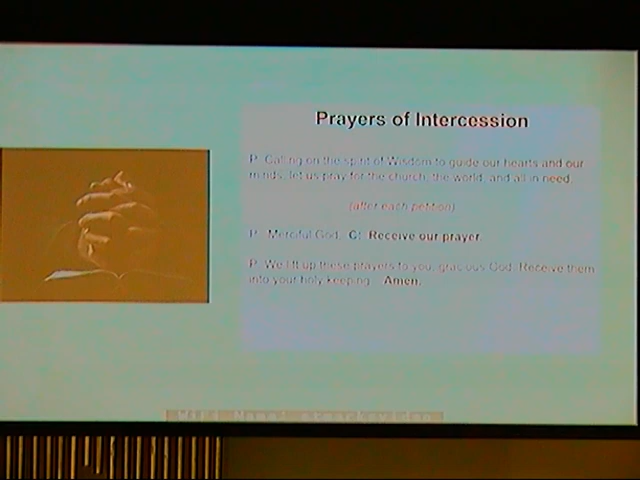 Prayers of Intercession
P: Calling on the spirit of Wisdom to guide our hearts and our
minds, let us pray for the church, the world, and all in need.
(after each petition)
P: Merciful God, C: Receive our prayer.
P: We lift up these prayers to you, gracious God. Receive them
into your holy keeping. Amen.